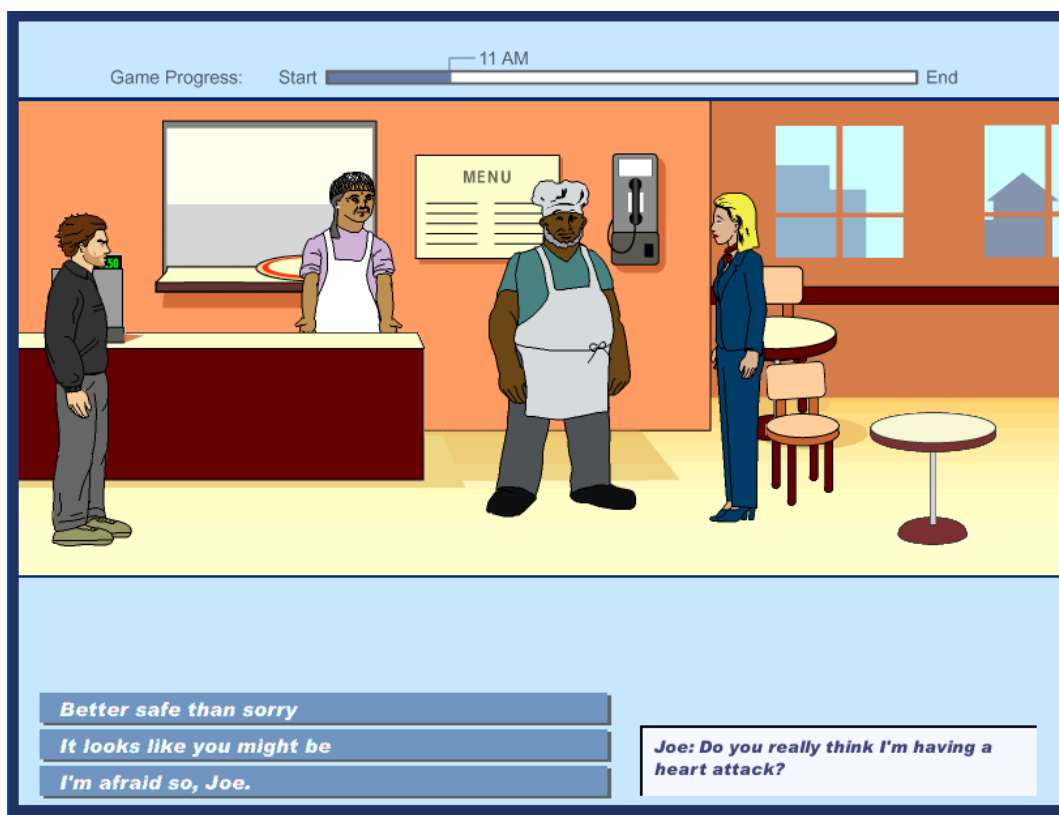 11 AM
Game Progress: Start End
MENU
50
Better safe than sorry
It looks like you might be
I'm afraid so, Joe.
Joe: Do you really think I'm having a
heart attack?